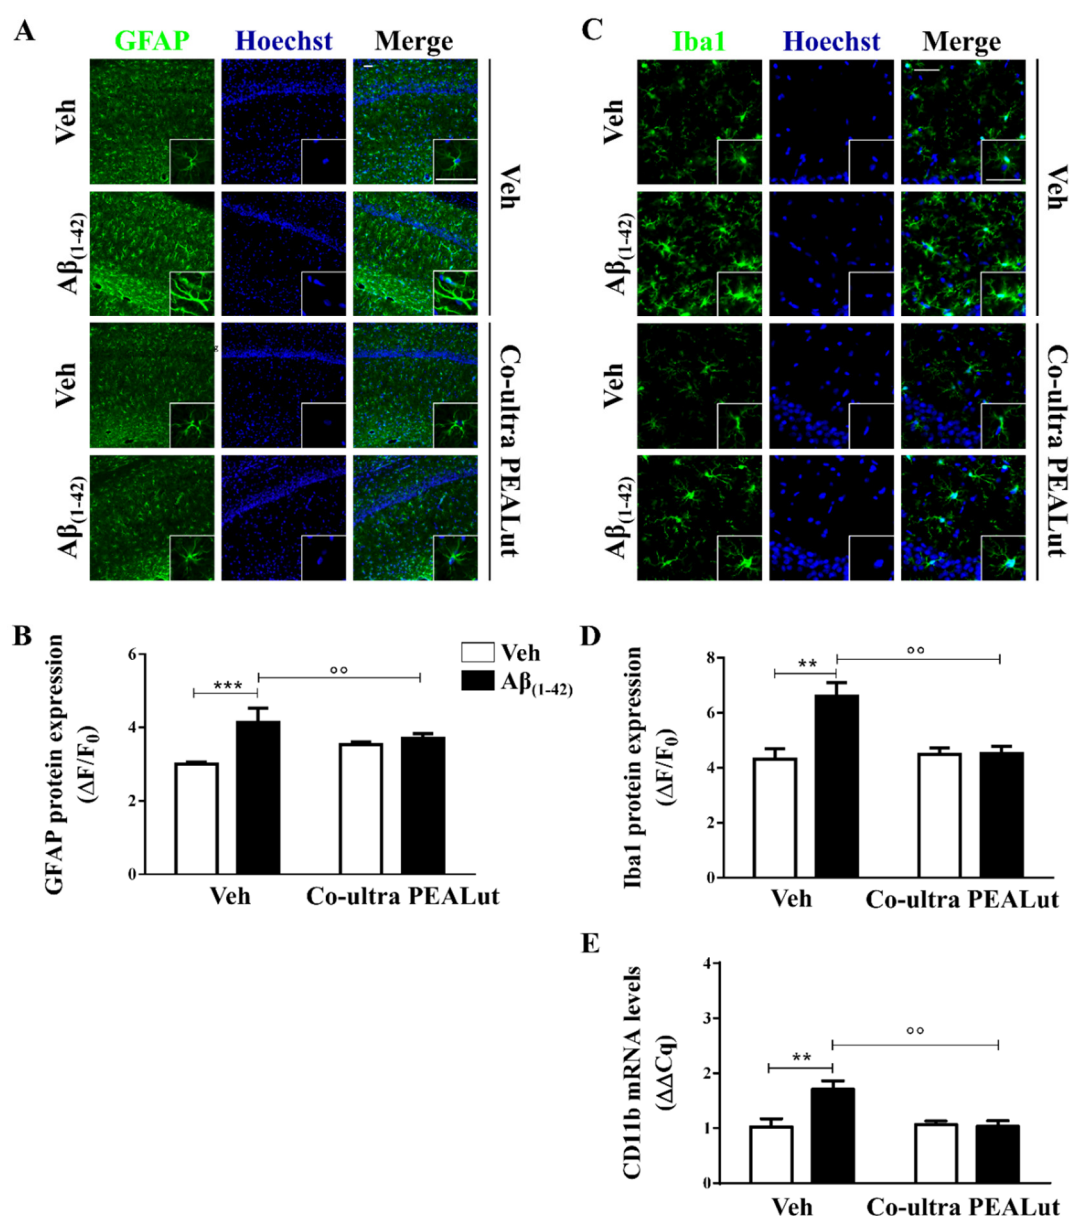 A
GFAP
Hoechst
Merge
Veh
Aβ(1-42)
Veh
Aβ(1-42)
Veh
Co-ultra PEALut
g
C
Iba1
Hoechst
Merge
Veh
Aβ(1-42)
Veh
Aβ(1-42)
Veh
Co-ultra PEALut
B
GFAP protein expression
(ΔF/F0)
6
4
2
0
***
°°
Veh
Aβ(1-42)
Veh
Co-ultra PEALut
D
Iba1 protein expression
(ΔF/F0)
8
6
4
2
0
**
°°
Veh
Co-ultra PEALut
E
CD11b mRNA levels
(ΔΔCq)
4
3
2
1
0
**
°°
Veh
Co-ultra PEALut